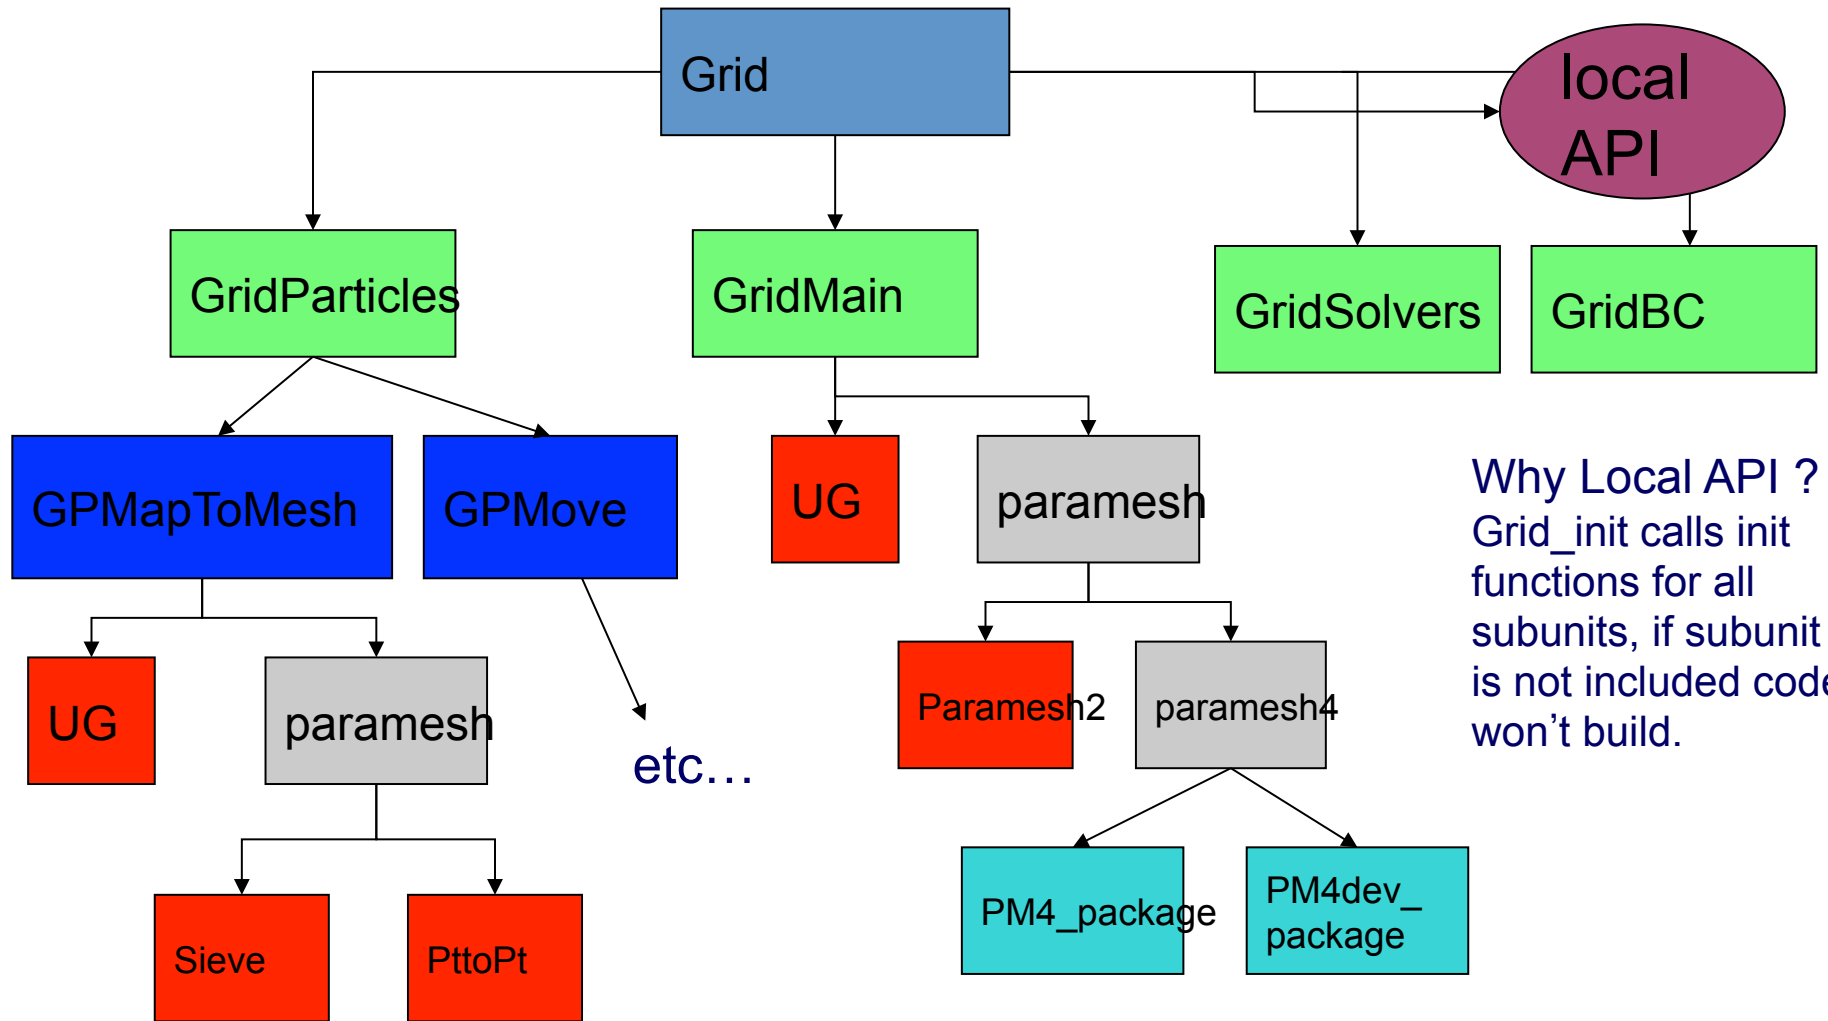 Grid
local
API
GridParticles
GridMain
GridSolvers
GridBC
GPMapToMesh
GPMove
UG
paramesh
Why Local API ?
Grid_init calls init
functions for all
subunits, if subunit
is not included code
won’t build.
UG
paramesh
etc…
Paramesh2
paramesh4
Sieve
PttoPt
PM4_package
PM4dev_
package